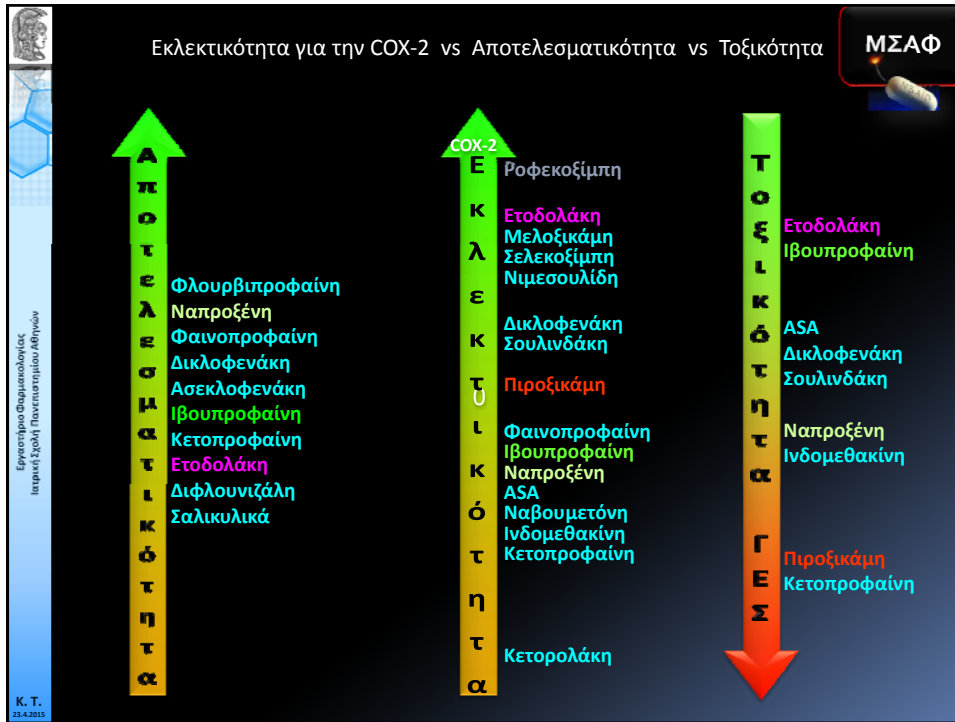 Εκλεκτικότητα για την COX-2 vs Αποτελεσματικότητα vs Τοξικότητα
ΜΣΑΦ
Αποτελεσματικότητα
Φλουρβιπροφαίνη
Ναπροξένη
Φαινοπροφαίνη
Δικλοφενάκη
Ασεκλοφενάκη
Ιβουπροφαίνη
Κετοπροφαίνη
Ετοδολάκη
Διφλουνιζάλη
Σαλικυλικά
COX-2
Εκλεκτικότητα
0
Ροφεκοξίμπη
Ετοδολάκη
Μελοξικάμη
Σελεκοξίμπη
Νιμεσουλίδη
Δικλοφενάκη
Σουλινδάκη
Πιροξικάμη
Φαινοπροφαίνη
Ιβουπροφαίνη
Ναπροξένη
ASA
Ναβουμετόνη
Ινδομεθακίνη
Κετοπροφαίνη
Κετορολάκη
Τοξικότητα ΓΕΣ
Ετοδολάκη
Ιβουπροφαίνη
ASA
Δικλοφενάκη
Σουλινδάκη
Ναπροξένη
Ινδομεθακίνη
Πιροξικάμη
Κετοπροφαίνη
Εργαστήριο Φαρμακολογίας
Ιατρική Σχολή Πανεπιστημίου Αθηνών
Κ. Τ.
23.4.2015